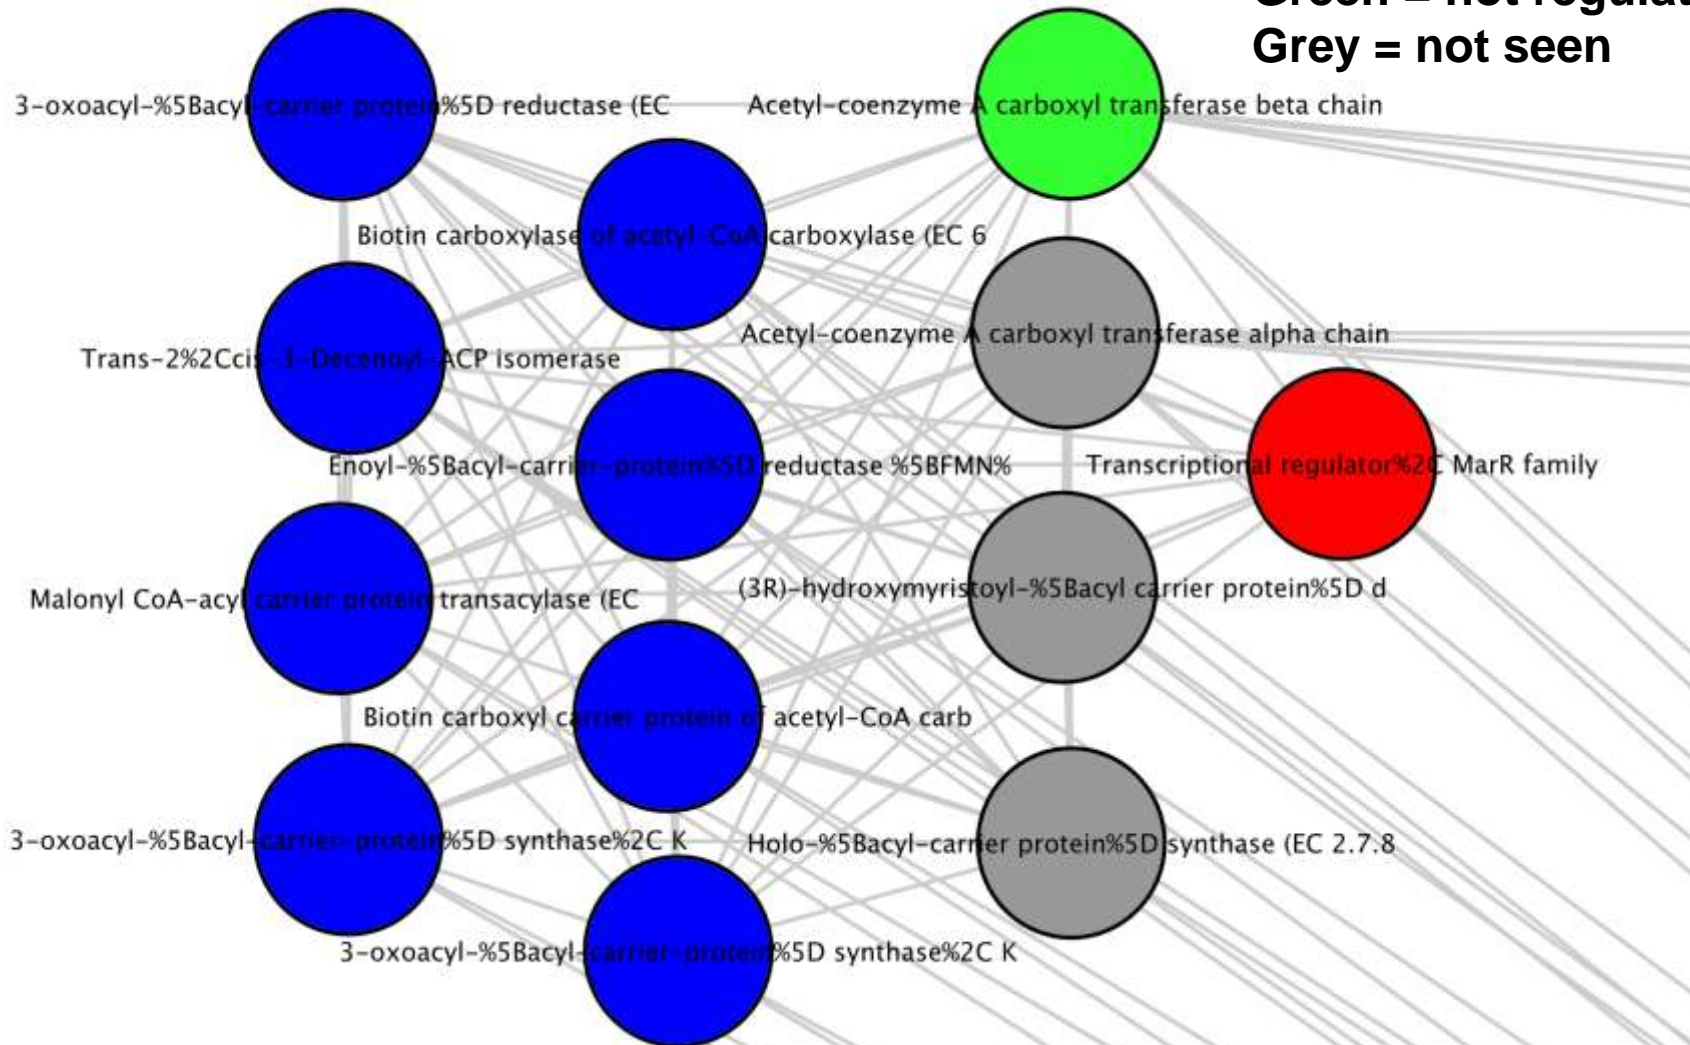 Green = not regulat
Grey = not seen
3-oxoacyl-%5Bacyl-carrier protein%5D reductase (EC
Acetyl-coenzyme A carboxyl transferase beta chain
Biotin carboxylase of acetyl-CoA carboxylase (EC 6
Acetyl-coenzyme A carboxyl transferase alpha chain
Trans-2%2Ccis-3-Decenoyl-ACP isomerase
Enoyl-%5Bacyl-carrier-protein%5D reductase %5BFMN%
Transcriptional regulator%2C MarR family
(3R)-hydroxymyristoyl-%5Bacyl carrier protein%5D d
Malonyl CoA-acyl carrier protein transacylase (EC
Biotin carboxyl carrier protein of acetyl-CoA carb
3-oxoacyl-%5Bacyl-carrier-protein%5D synthase%2C K
Holo-%5Bacyl-carrier protein%5D synthase (EC 2.7.8
3-oxoacyl-%5Bacyl-carrier-protein%5D synthase%2C K